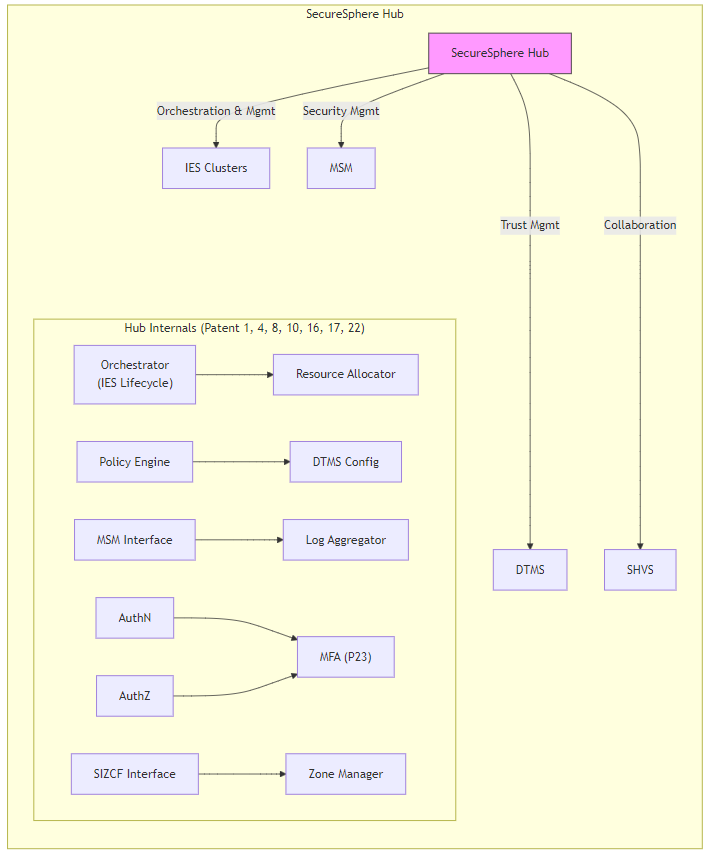 SecureSphere Hub
SecureSphere Hub
Orchestration & Mgmt
Security Mgmt
IES Clusters
MSM
Trust Mgmt
Collaboration
Hub Internals (Patent 1, 4, 8, 10, 16, 17, 22)
Orchestrator
(IES Lifecycle)
Resource Allocator
Policy Engine
DTMS Config
MSM Interface
Log Aggregator
DTMS
SHVS
AuthN
MFA (P23)
AuthZ
SIZCF Interface
Zone Manager